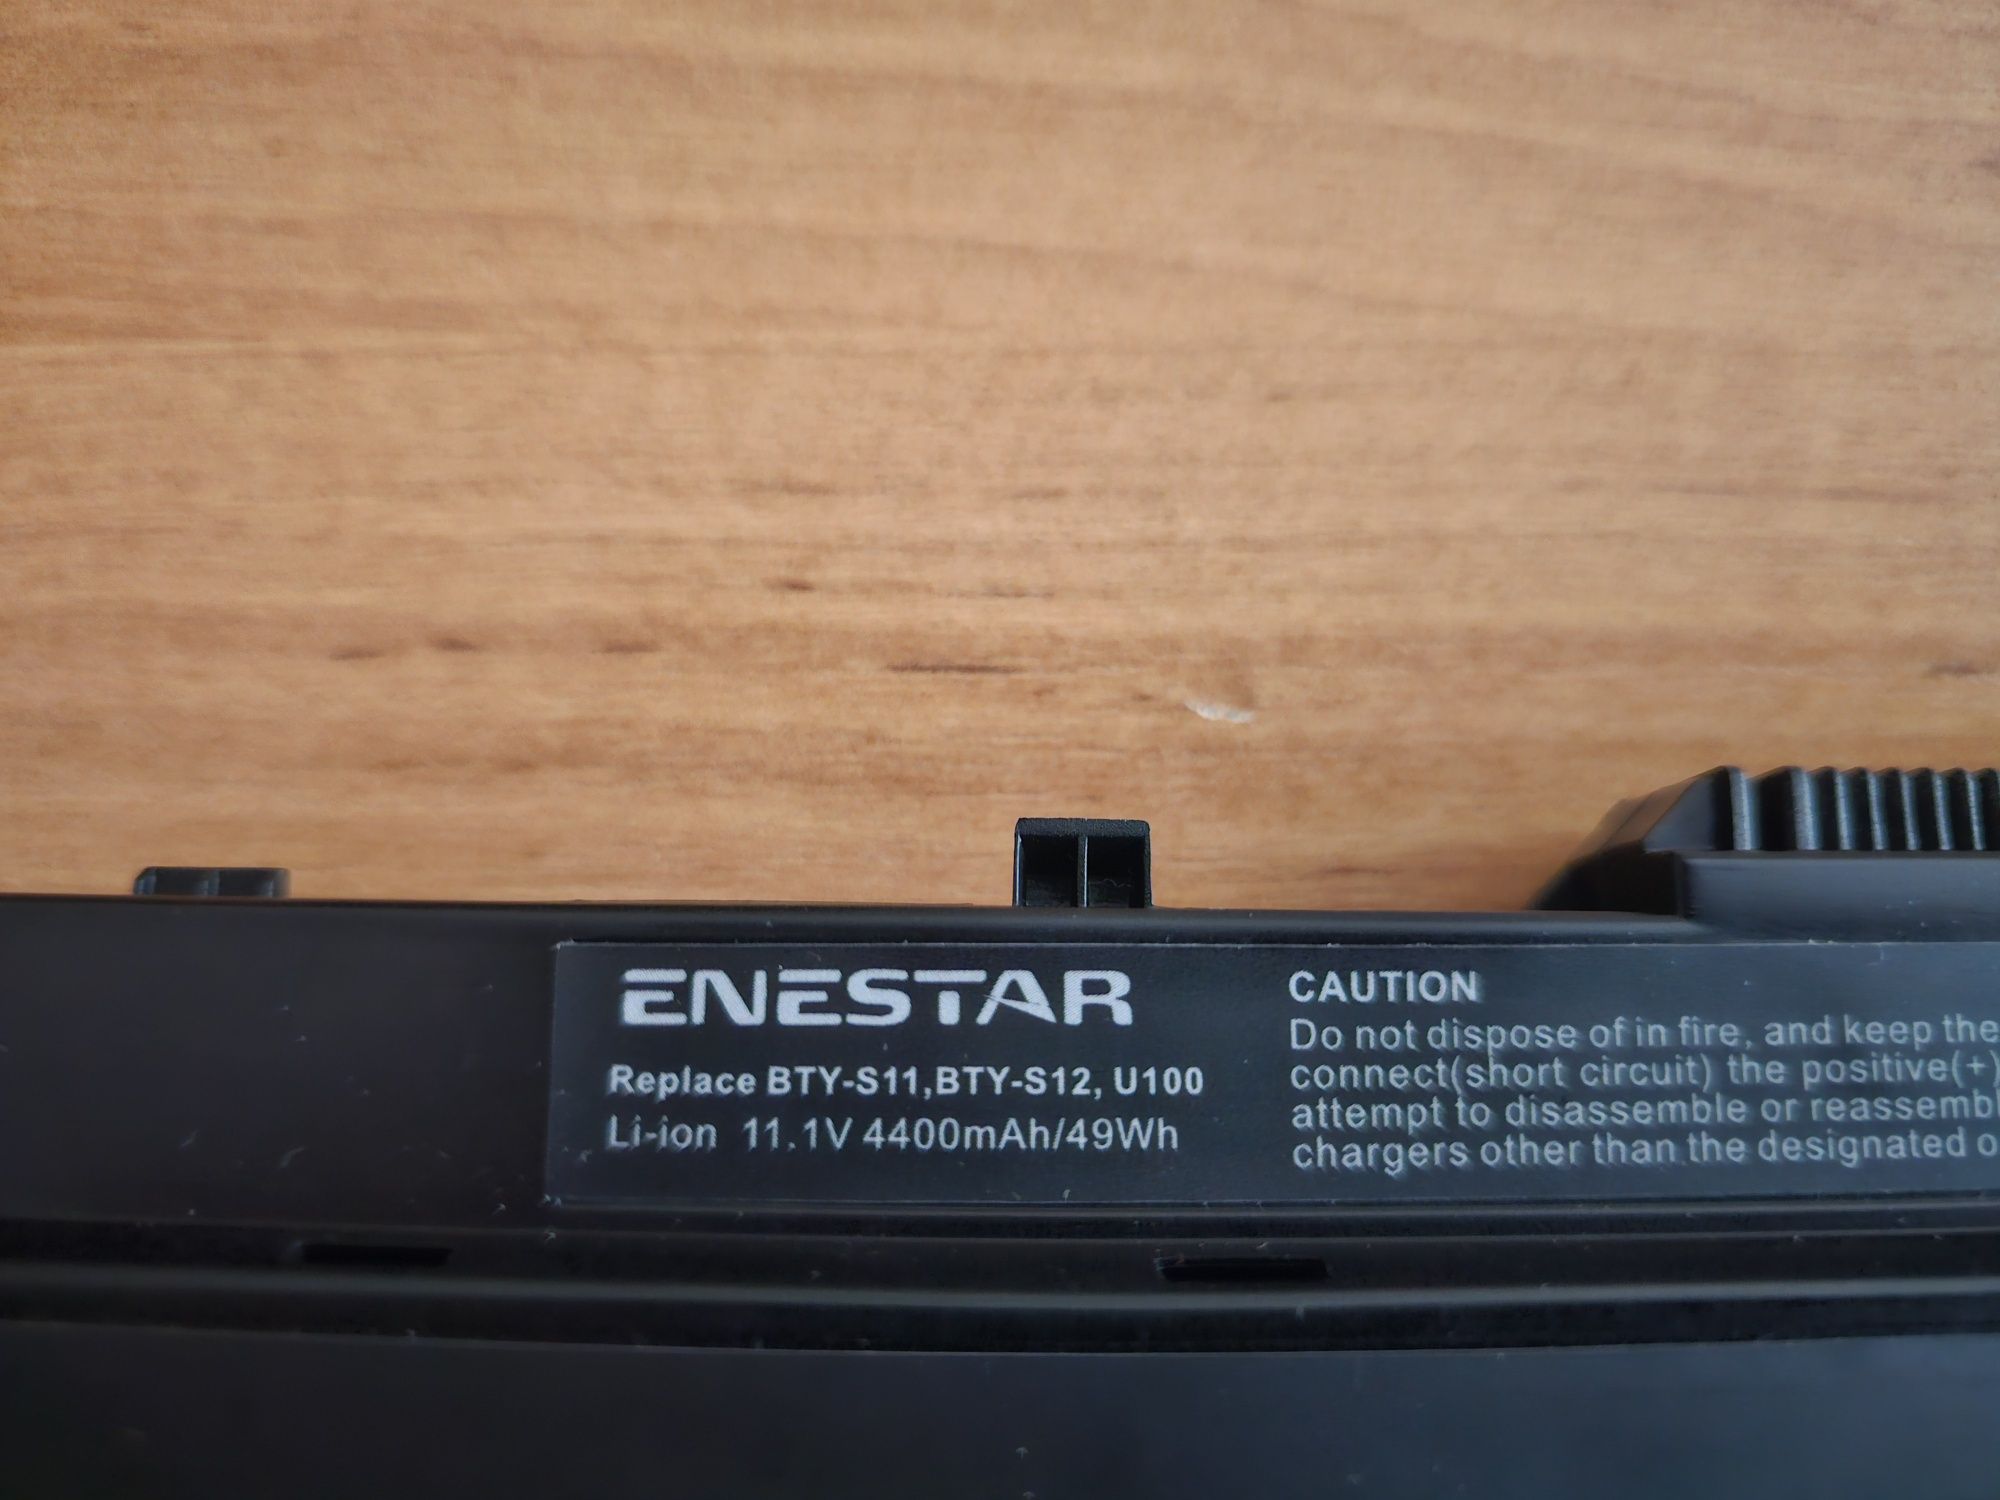 ENESTAR
Replace BTY-S11,BTY-S12, U100
Li-ion 11.1V 4400mAh/49Wh
CAUTION
Do not dispose of in fire, and keep the
connect(short circuit) the positive(+)
attempt to disassemble or reassembl
chargers other than the designated o